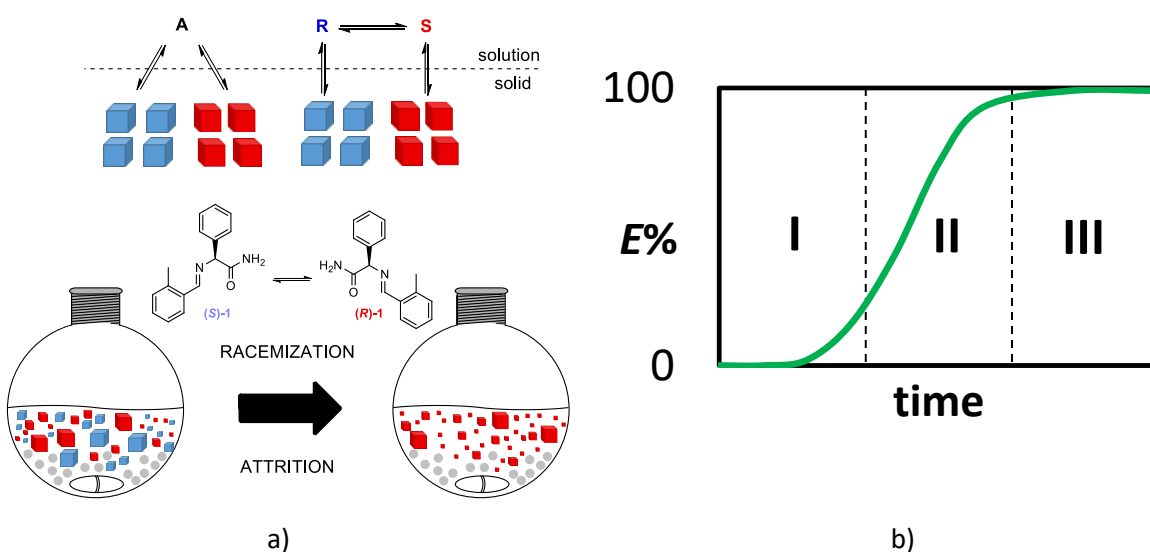 A R S
solution
solid
NH₂
N
O
(S)-1
H₂N
O
N
(R)-1
RACEMIZATION
ATTRITION
a)
100
E%
0
I II III
time
b)